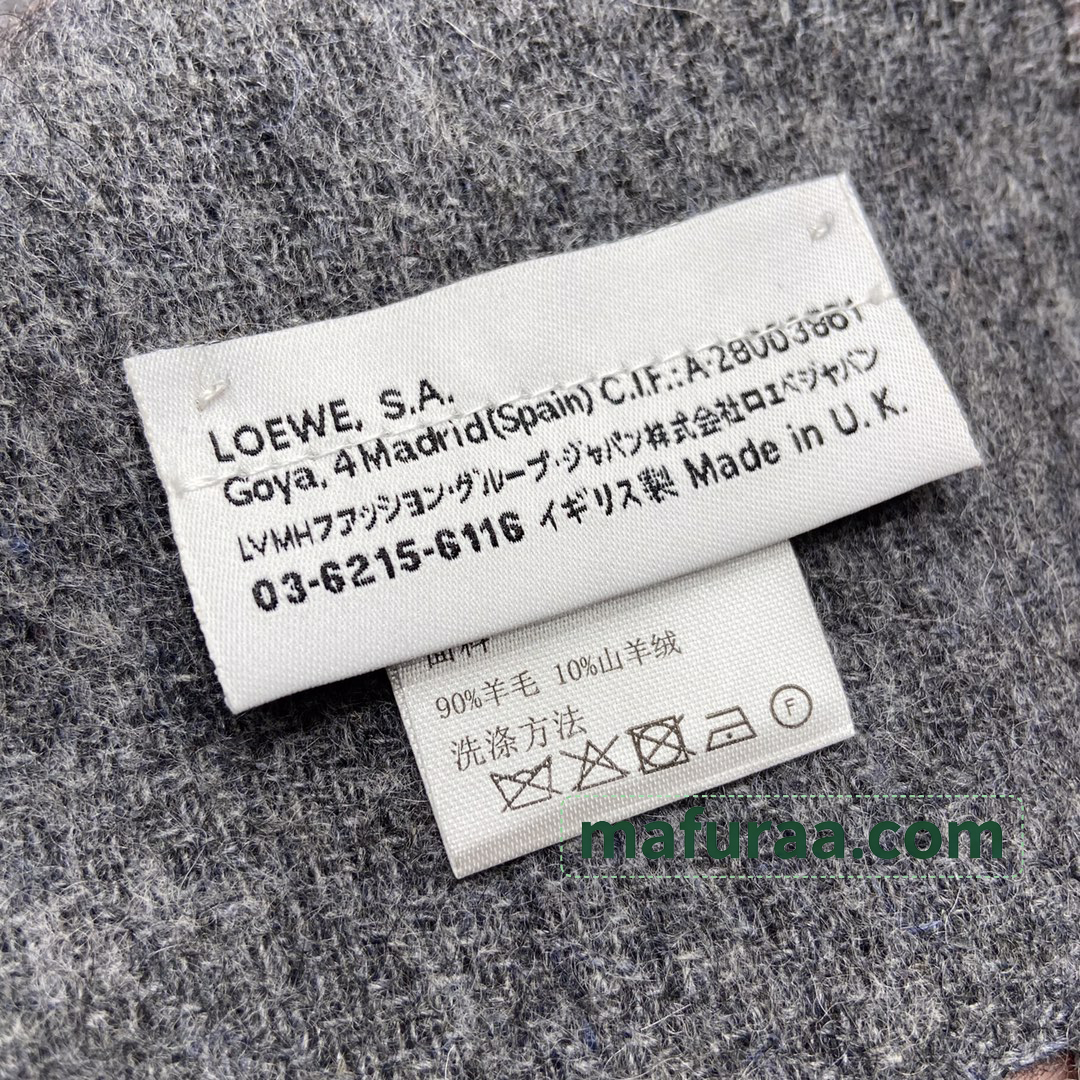 LOEWE, S.A.
Goya, 4 Madrid (Spain) C.I.F.: A-28003861
LVMHファッション・グループ・ジャパン株式会社ロエベジャパン
03-6215-6116 イギリス製 Made in U. K.
面料
90%羊毛 10%山羊绒
洗涤方法
F
mafuraa.com